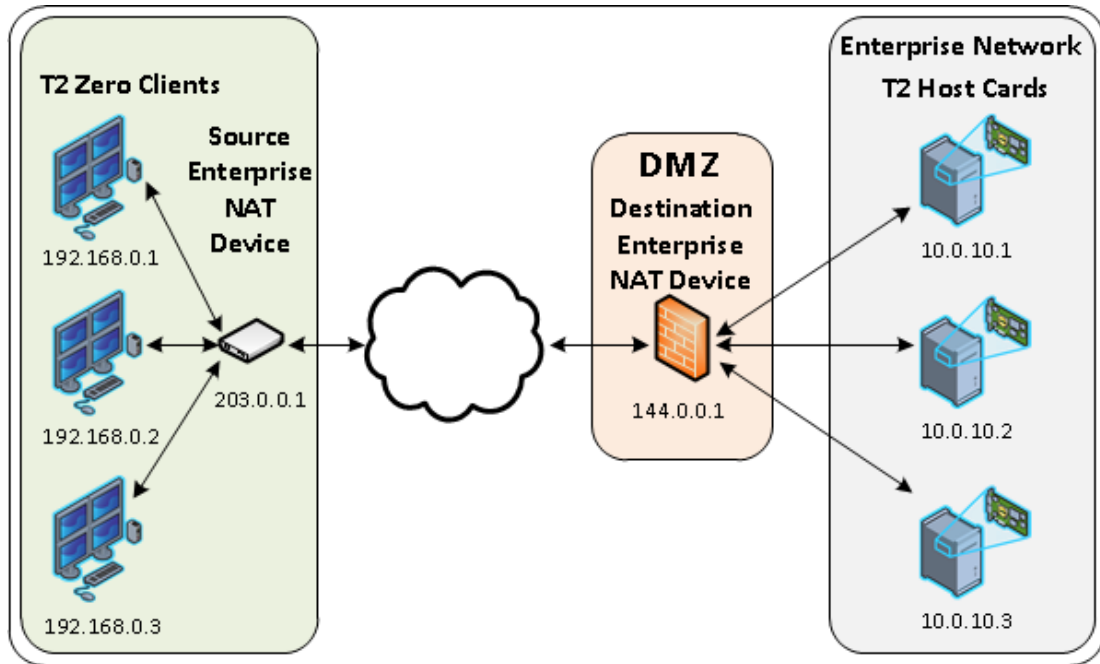 T2 Zero Clients
Source
Enterprise
NAT
Device
192.168.0.1
192.168.0.2
192.168.0.3
203.0.0.1
DMZ
Destination
Enterprise
NAT Device
144.0.0.1
Enterprise Network
T2 Host Cards
10.0.10.1
10.0.10.2
10.0.10.3